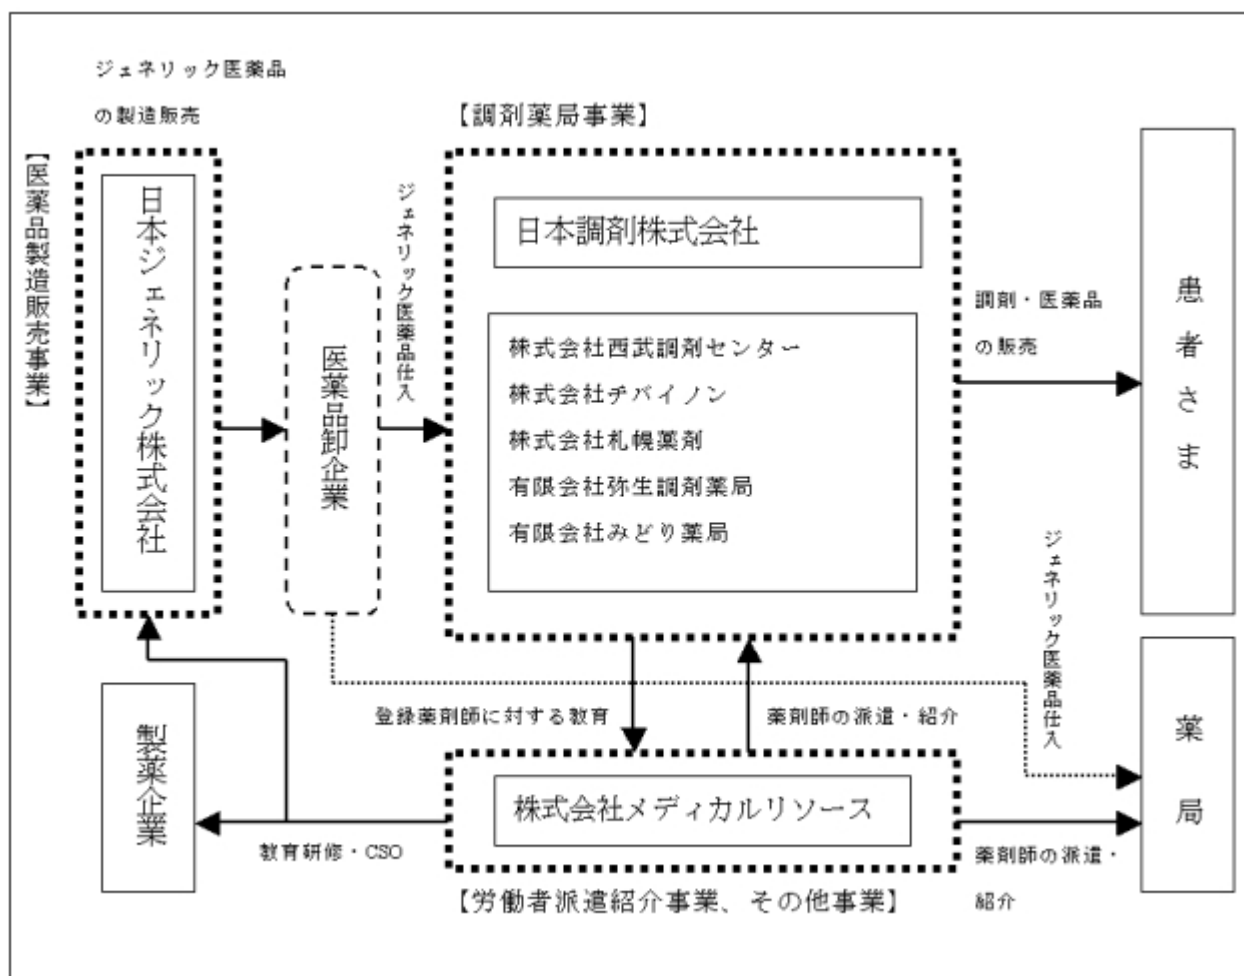 ジェネリック医薬品
の製造販売
【医薬品製造販売事業】
日本ジェネリック株式会社
医薬品卸企業
ジェネリック医薬品仕入
【調剤薬局事業】
日本調剤株式会社
株式会社西武調剤センター
株式会社チバイノン
株式会社札幌薬剤
有限会社弥生調剤薬局
有限会社みどり薬局
調剤・医薬品
の販売
患者さま
ジェネリック医薬品仕入
登録薬剤師に対する教育
薬剤師の派遣・紹介
製薬企業
教育研修・CSO
株式会社メディカルリソース
【労働者派遣紹介事業、その他事業】
薬剤師の派遣・
紹介
薬局